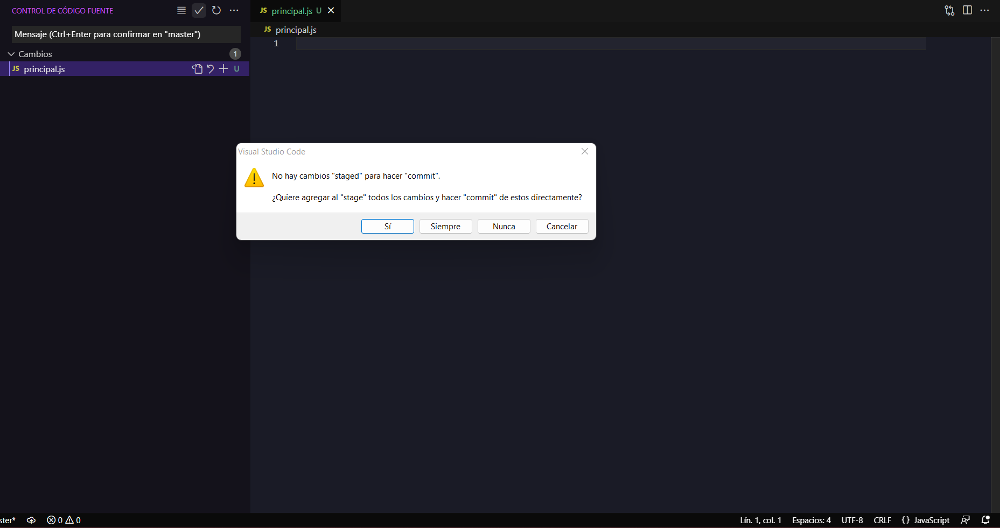 CONTROL DE CÓDIGO FUENTE
Mensaje (Ctrl+Enter para confirmar en "master")
Cambios 1
JS principal.js U
JS principal.js U
JS principal.js
1
Visual Studio Code
No hay cambios "staged" para hacer "commit".
¿Quiere agregar al "stage" todos los cambios y hacer "commit" de estos directamente?
Sí Siempre Nunca Cancelar
ster* 0 0 Lín. 1, col. 1 Espacios: 4 UTF-8 CRLF {} JavaScript